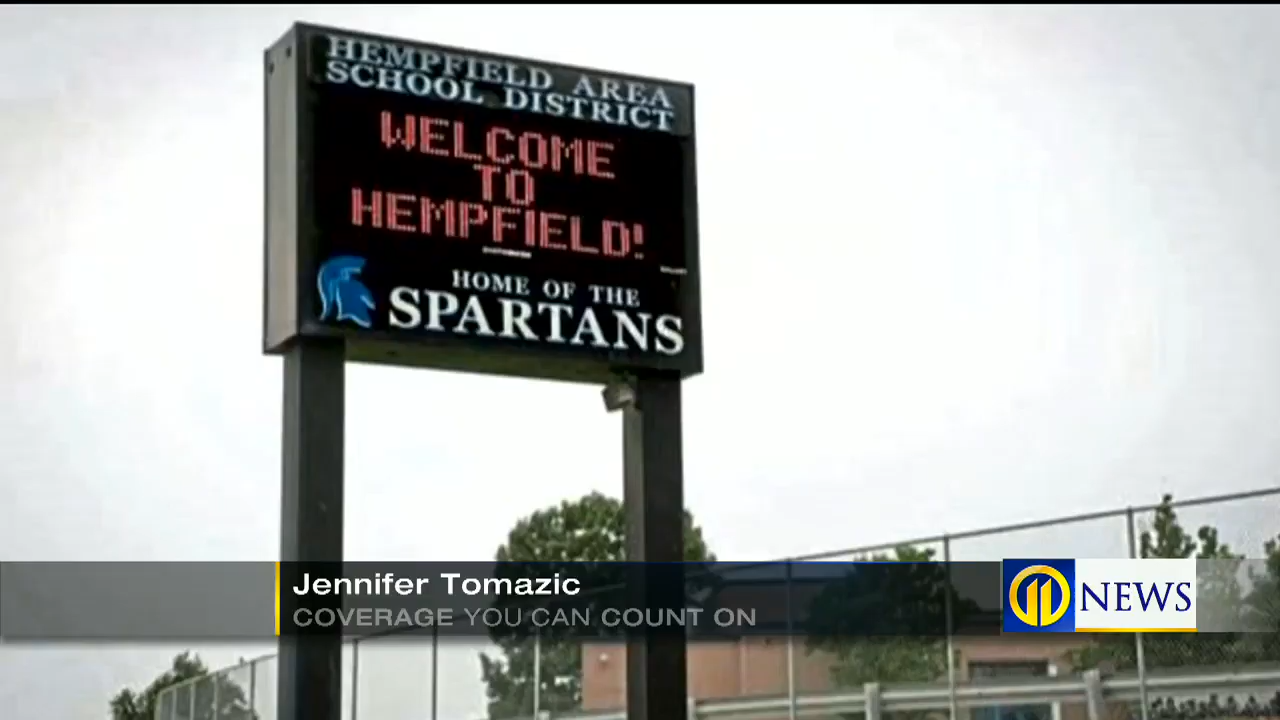 HEMPFIELD AREA
SCHOOL DISTRICT
WELCOME
TO
HEMPFIELD!
HOME OF THE
SPARTANS
Jennifer Tomazic
COVERAGE YOU CAN COUNT ON
11 NEWS